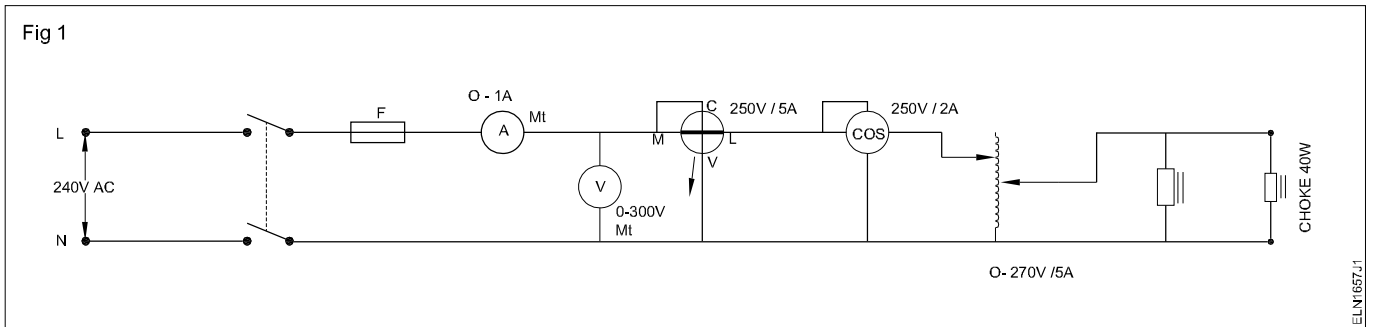 Fig 1
O - 1A
F
A
Mt
C
250V / 5A
250V / 2A
L
M
L
COS
V
240V AC
V
0-300V
Mt
N
O- 270V /5A
CHOKE 40W
ELN1657J1